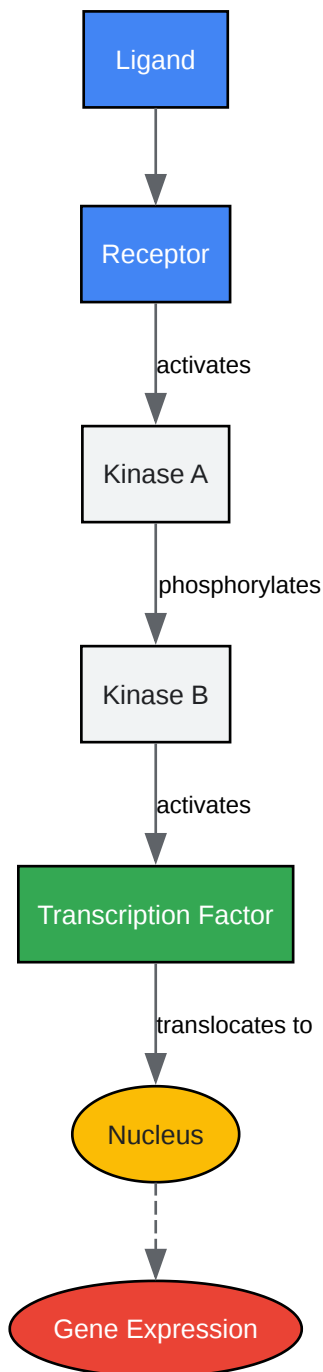 Ligand
Receptor
activates
Kinase A
phosphorylates
Kinase B
activates
Transcription Factor
translocates to
Nucleus
Gene Expression